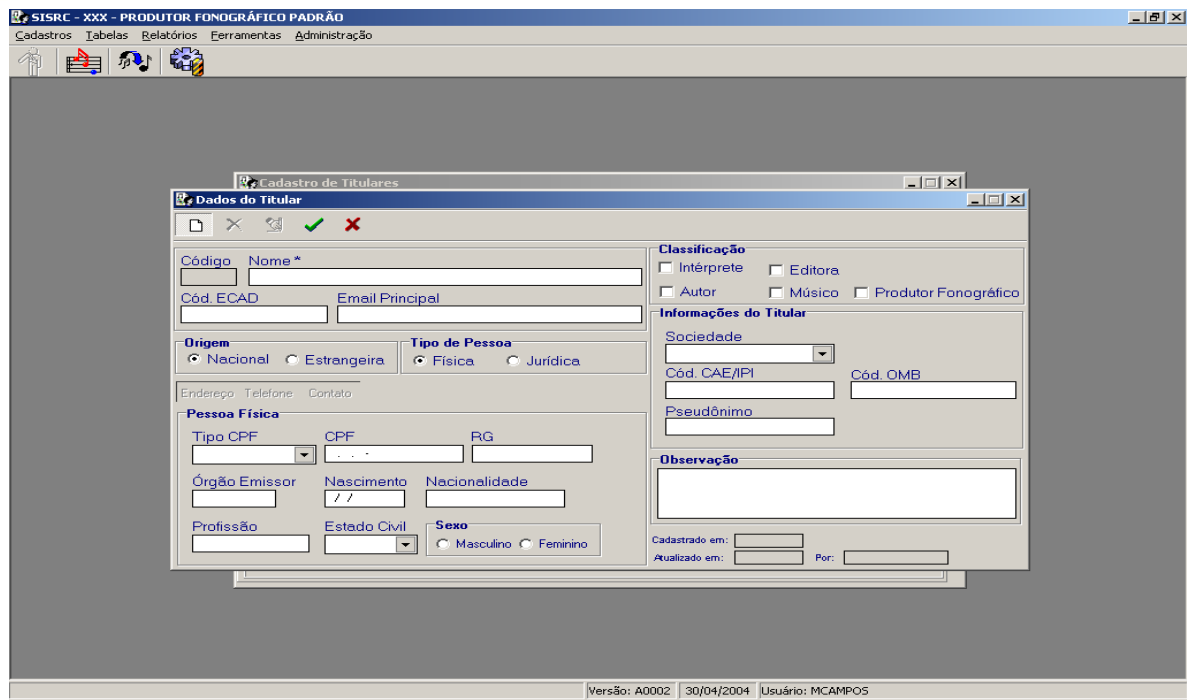 SISRC - XXX - PRODUTOR FONOGRÁFICO PADRÃO
Cadastros Tabelas Relatórios Ferramentas Administração
Cadastro de Titulares
Dados do Titular
Código Nome *
Cód. ECAD Email Principal
Origem
Nacional Estrangeira
Tipo de Pessoa
Física Jurídica
Endereço Telefone Contato
Pessoa Física
Tipo CPF CPF RG
. . -
Órgão Emissor Nascimento Nacionalidade
/ /
Profissão Estado Civil
Sexo
Masculino Feminino
Classificação
Intérprete Editora
Autor Músico Produtor Fonográfico
Informações do Titular
Sociedade
Cód. CAE/IPI Cód. OMB
Pseudônimo
Observação
Cadastrado em:
Atualizado em: Por:
Versão: A0002 30/04/2004 Usuário: MCAMPOS